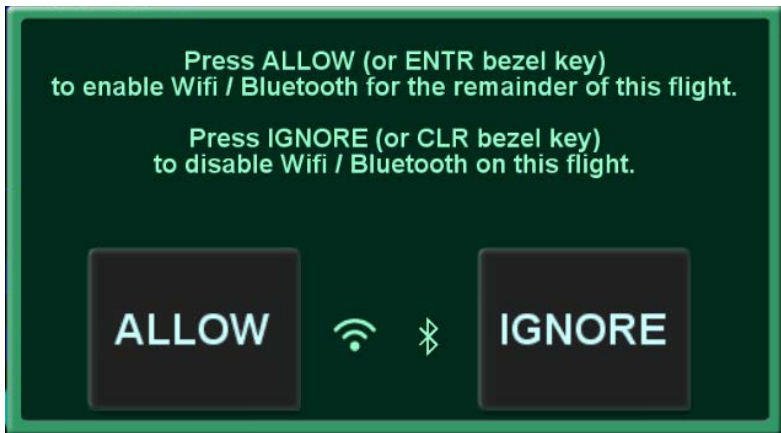 Press ALLOW (or ENTR bezel key)
to enable Wifi / Bluetooth for the remainder of this flight.
Press IGNORE (or CLR bezel key)
to disable Wifi / Bluetooth on this flight.
ALLOW
IGNORE